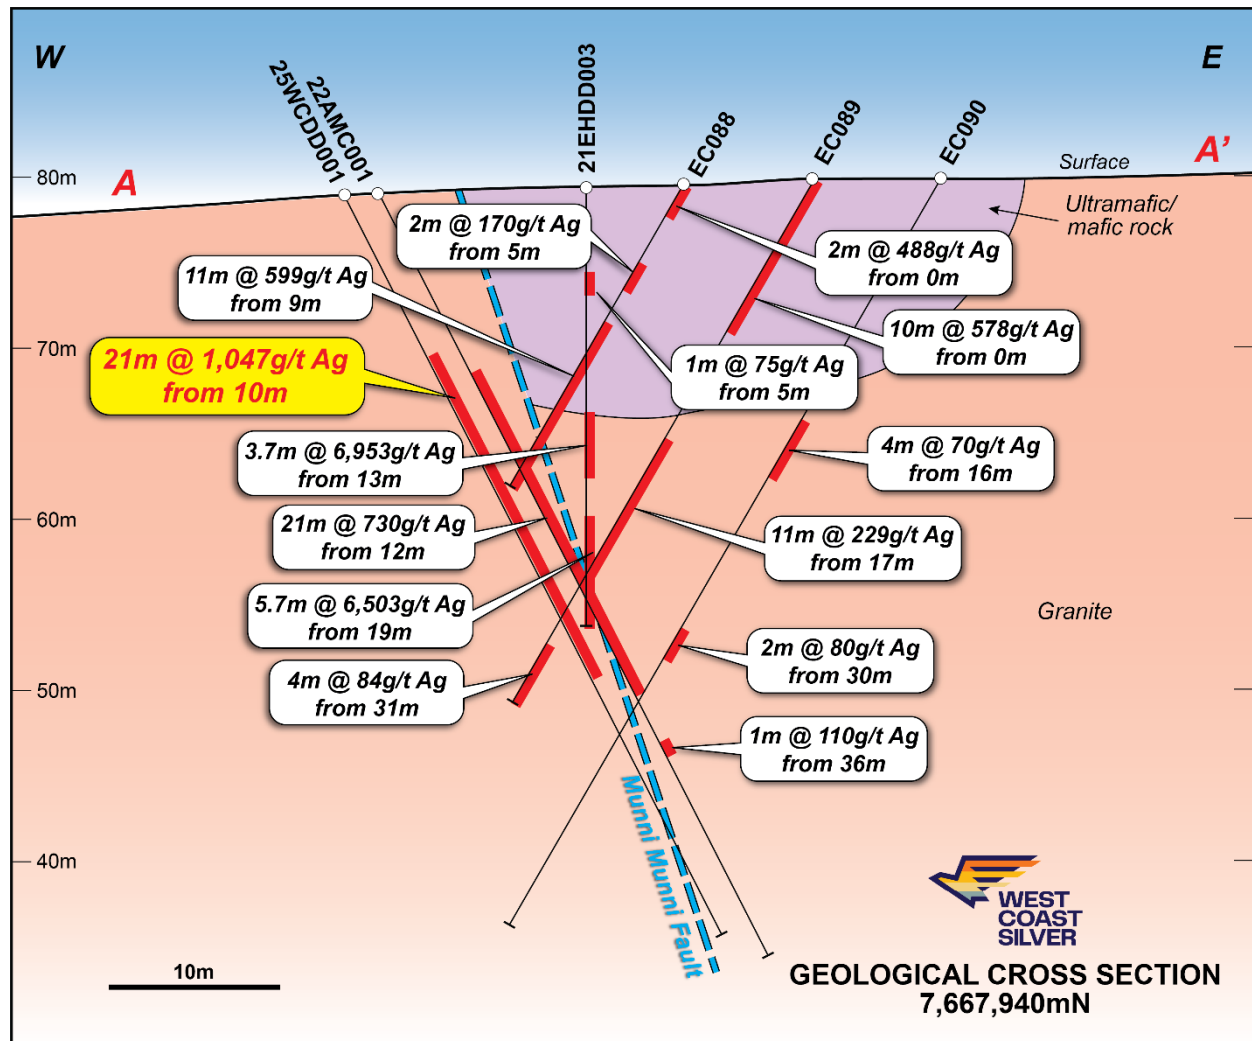 W
E
25WCDD001
22AMC001
21EHDD003
EC088
EC089
EC090
A
A'
Surface
80m
Ultramafic/
mafic rock
2m @ 170g/t Ag
from 5m
2m @ 488g/t Ag
from 0m
11m @ 599g/t Ag
from 9m
10m @ 578g/t Ag
from 0m
70m
21m @ 1,047g/t Ag
from 10m
1m @ 75g/t Ag
from 5m
3.7m @ 6,953g/t Ag
from 13m
4m @ 70g/t Ag
from 16m
60m
21m @ 730g/t Ag
from 12m
11m @ 229g/t Ag
from 17m
5.7m @ 6,503g/t Ag
from 19m
Granite
4m @ 84g/t Ag
from 31m
2m @ 80g/t Ag
from 30m
50m
1m @ 110g/t Ag
from 36m
Munni Munni Fault
40m
WEST
COAST
SILVER
10m
GEOLOGICAL CROSS SECTION
7,667,940mN